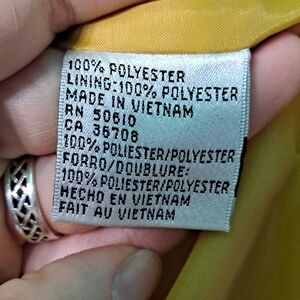 100% POLYESTER
LINING:100% POLYESTER
MADE IN VIETNAM
RN 50610
CA 36708
100% POLIESTER/POLYESTER
FORRO/DOUBLURE:
100% POLIESTER/POLYESTER
HECHO EN VIETNAM
FAIT AU VIETNAM